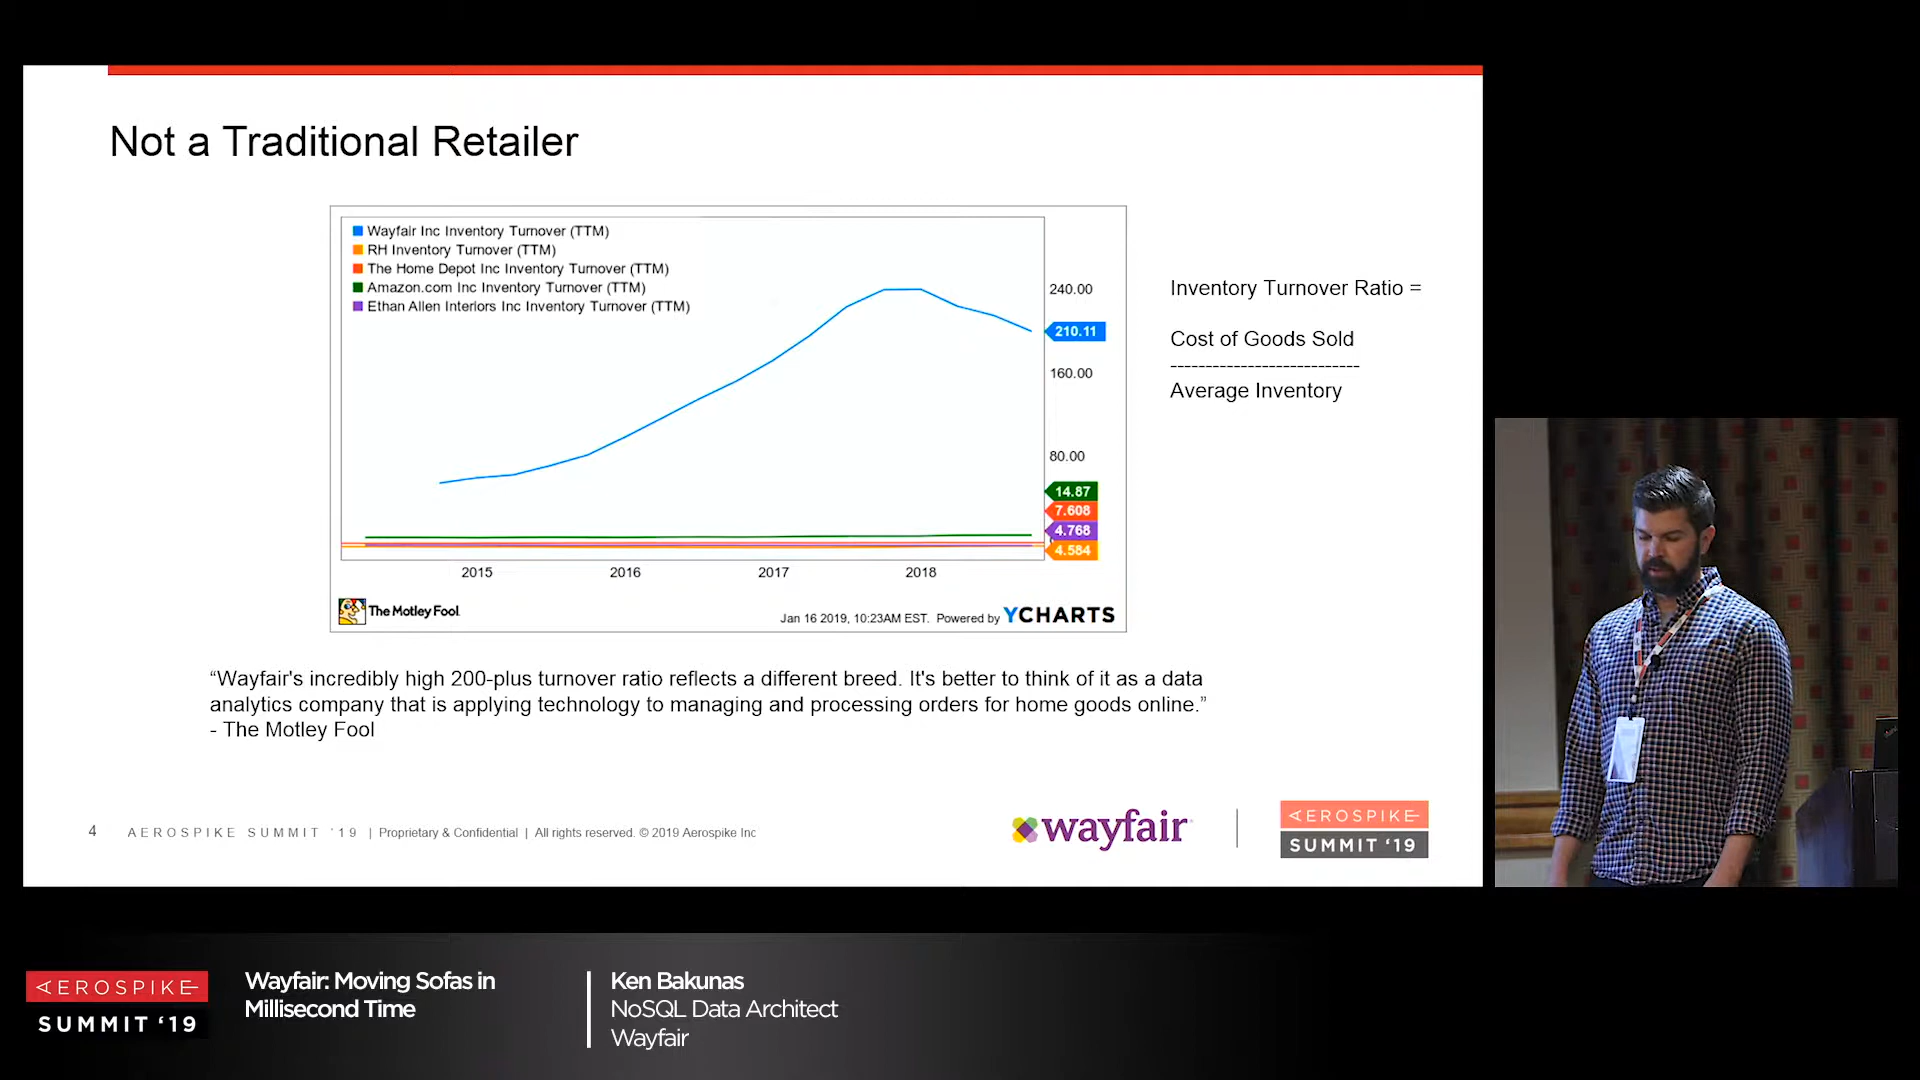 Not a Traditional Retailer
Wayfair Inc Inventory Turnover (TTM)
RH Inventory Turnover (TTM)
The Home Depot Inc Inventory Turnover (TTM)
Amazon.com Inc Inventory Turnover (TTM)
Ethan Allen Interiors Inc Inventory Turnover (TTM)
240.00
210.11
160.00
80.00
14.87
7.608
4.768
4.584
2015 2016 2017 2018
The Motley Fool.
Jan 16 2019, 10:23AM EST. Powered by YCHARTS
Inventory Turnover Ratio =
Cost of Goods Sold
---------------------------
Average Inventory
“Wayfair's incredibly high 200-plus turnover ratio reflects a different breed. It's better to think of it as a data
analytics company that is applying technology to managing and processing orders for home goods online.”
- The Motley Fool
4 AEROSPIKE SUMMIT '19 | Proprietary & Confidential | All rights reserved. © 2019 Aerospike Inc
wayfair
AEROSPIKE
SUMMIT ‘19
AEROSPIKE
SUMMIT ‘19
Wayfair: Moving Sofas in
Millisecond Time
Ken Bakunas
NoSQL Data Architect
Wayfair